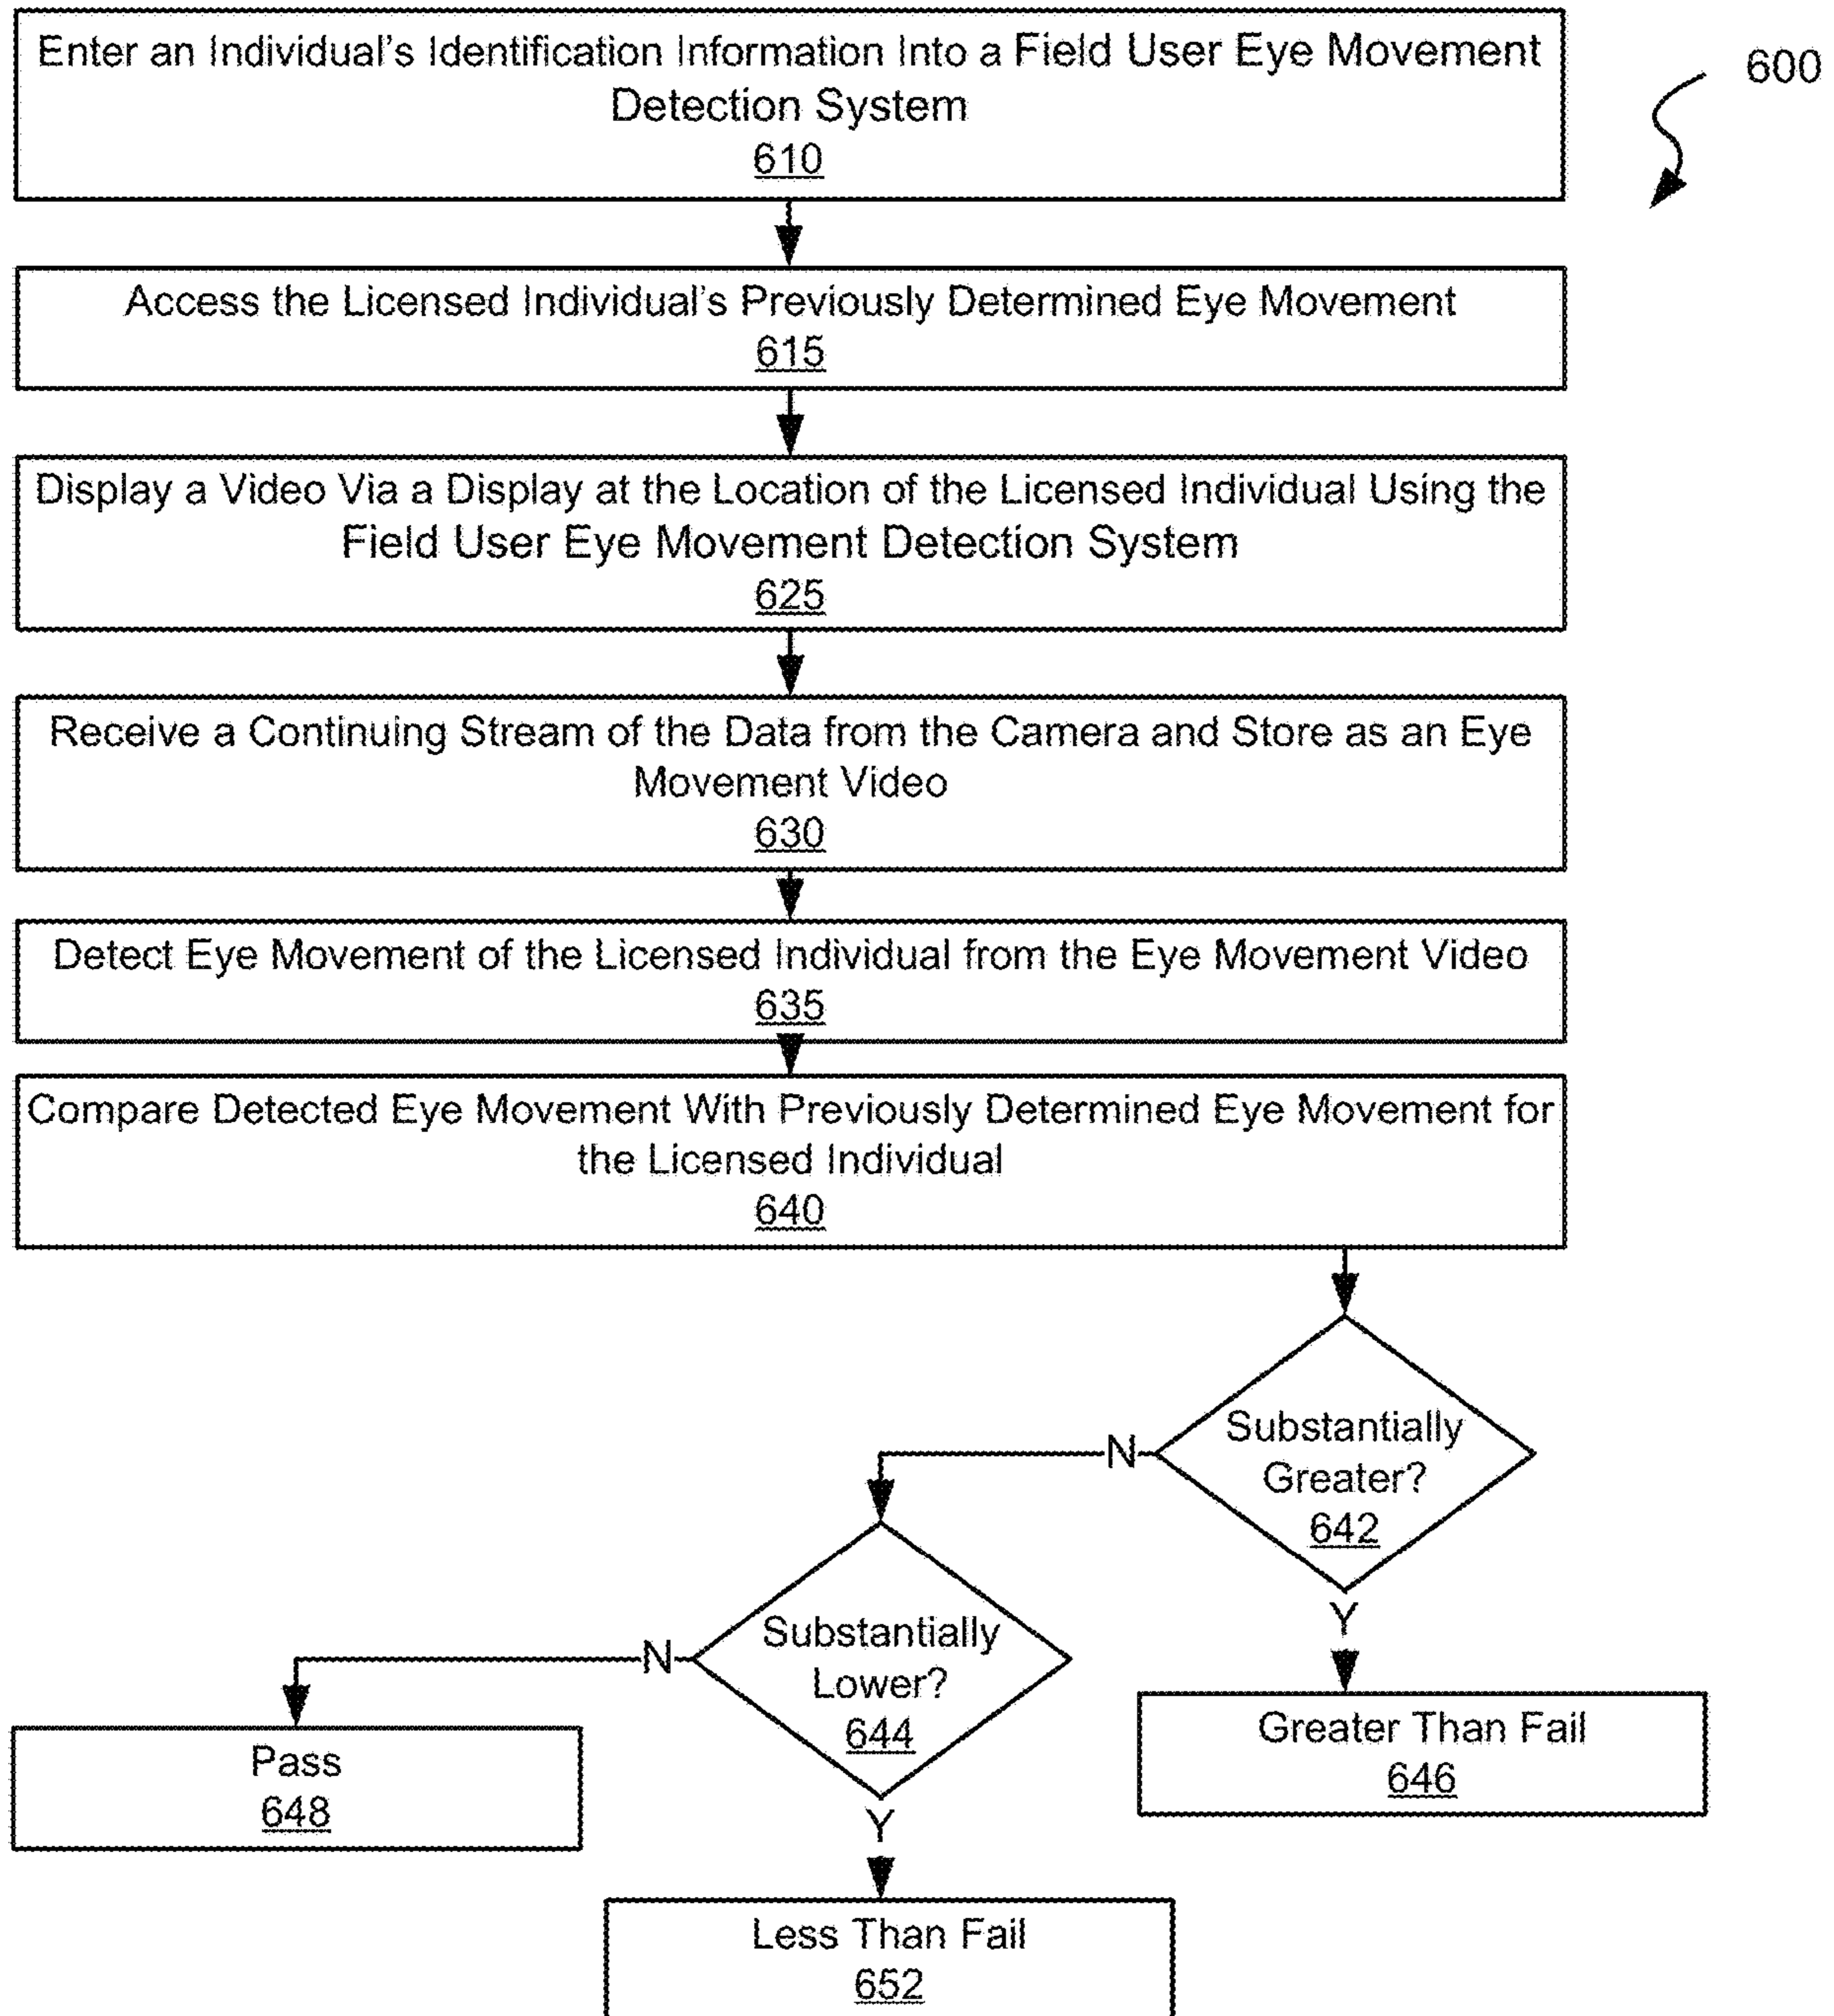 Enter an Individual's Identification Information Into a Field User Eye Movement
Detection System
610
600
Access the Licensed Individual's Previously Determined Eye Movement
615
Display a Video Via a Display at the Location of the Licensed Individual Using the
Field User Eye Movement Detection System
625
Receive a Continuing Stream of the Data from the Camera and Store as an Eye
Movement Video
630
Detect Eye Movement of the Licensed Individual from the Eye Movement Video
635
Compare Detected Eye Movement With Previously Determined Eye Movement for
the Licensed Individual
640
Substantially
Greater?
642
N
Y
Substantially
Lower?
644
N
Y
Greater Than Fail
646
Pass
648
Less Than Fail
652